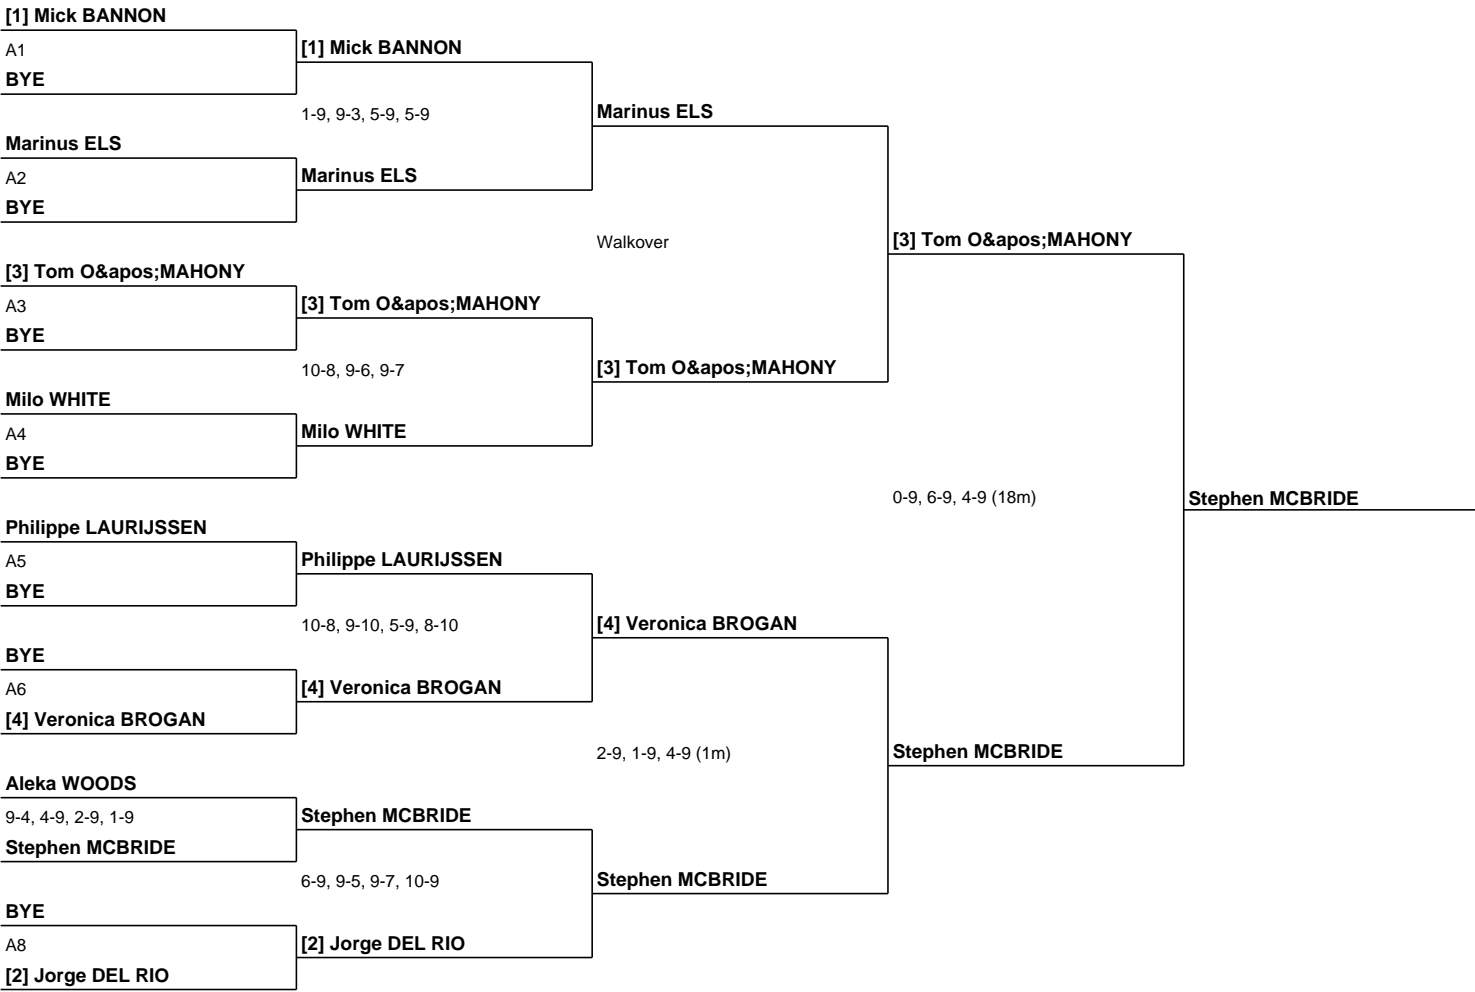 [1] Mick BANNON
A1
BYE
[1] Mick BANNON
1-9, 9-3, 5-9, 5-9
Marinus ELS
A2
BYE
Marinus ELS
Marinus ELS
Walkover
[3] Tom O&apos;MAHONY
A3
BYE
[3] Tom O&apos;MAHONY
10-8, 9-6, 9-7
Milo WHITE
A4
BYE
Milo WHITE
[3] Tom O&apos;MAHONY
[3] Tom O&apos;MAHONY
0-9, 6-9, 4-9 (18m)
Stephen MCBRIDE
Philippe LAURIJSSEN
A5
BYE
Philippe LAURIJSSEN
10-8, 9-10, 5-9, 8-10
BYE
A6
[4] Veronica BROGAN
[4] Veronica BROGAN
[4] Veronica BROGAN
2-9, 1-9, 4-9 (1m)
Stephen MCBRIDE
Aleka WOODS
9-4, 4-9, 2-9, 1-9
Stephen MCBRIDE
Stephen MCBRIDE
6-9, 9-5, 9-7, 10-9
Stephen MCBRIDE
BYE
A8
[2] Jorge DEL RIO
[2] Jorge DEL RIO